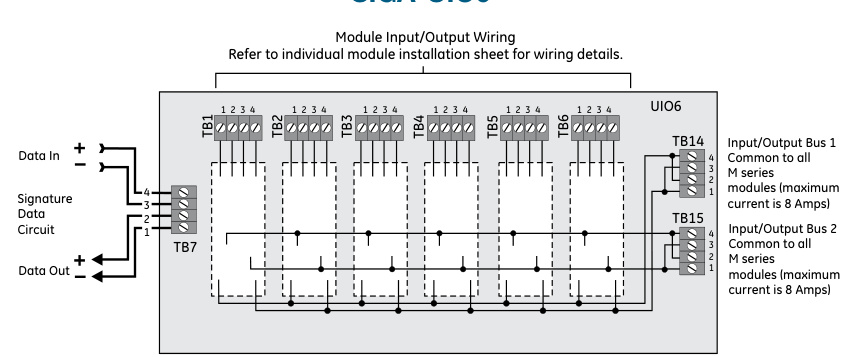 Module Input/Output Wiring
Refer to individual module installation sheet for wiring details.
UIO6
1 2 3 4
1 2 3 4
1 2 3 4
1 2 3 4
1 2 3 4
1 2 3 4
TB1
TB2
TB3
TB4
TB5
TB6
Data In
+
−
Signature
Data
Circuit
Data Out
+
−
4
3
2
1
TB7
TB14
4
3
2
1
Input/Output Bus 1
Common to all
M series
modules (maximum
current is 8 Amps)
TB15
4
3
2
1
Input/Output Bus 2
Common to all
M series
modules (maximum
current is 8 Amps)